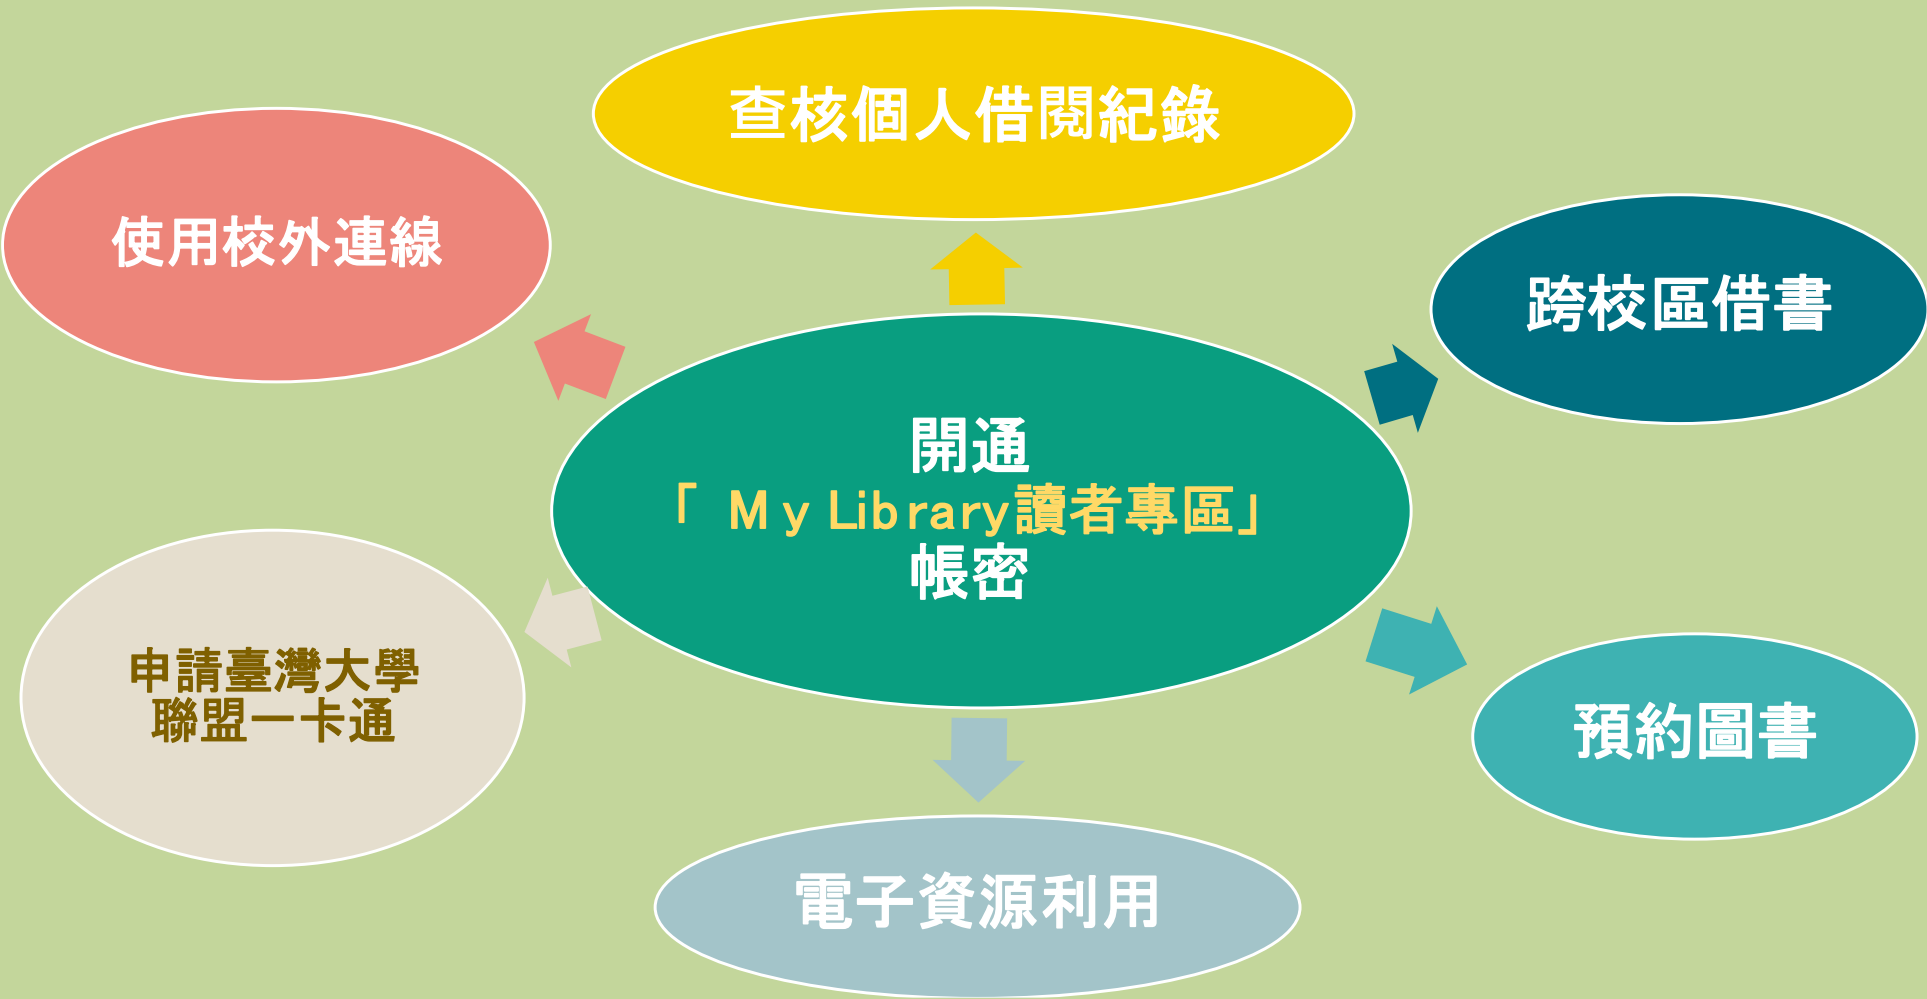 查核個人借閱紀錄
使用校外連線
跨校區借書
開通
「 My Library讀者專區」
帳密
申請臺灣大學
聯盟一卡通
預約圖書
電子資源利用